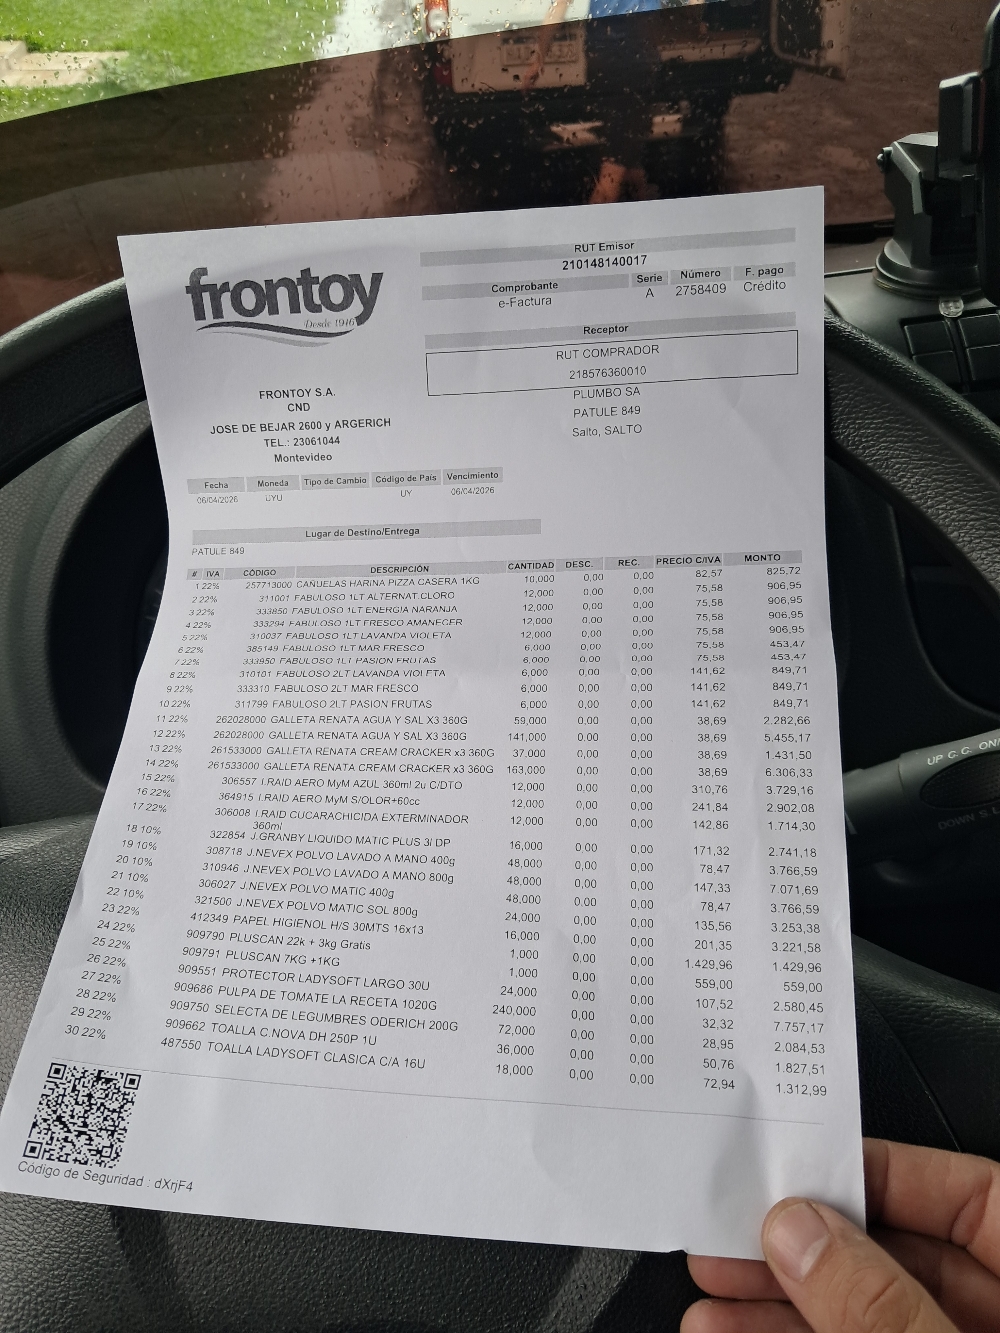 frontoy
Desde 1916
RUT Emisor
210148140017
Comprobante Serie Número F. pago
e-Factura A 2758409 Crédito
Receptor
RUT COMPRADOR
218576360010
PLUMBO SA
PATULE 849
Salto, SALTO
FRONTOY S.A.
CND
JOSE DE BEJAR 2600 y ARGERICH
TEL.: 23061044
Montevideo
Fecha Moneda Tipo de Cambio Código de País Vencimiento
06/04/2026 UYU UY 06/04/2026
Lugar de Destino/Entrega
PATULE 849
# IVA CÓDIGO DESCRIPCIÓN CANTIDAD DESC. REC. PRECIO C/IVA MONTO
1 22% 257713000 CAÑUELAS HARINA PIZZA CASERA 1KG 10,000 0,00 0,00 82,57 825,72
2 22% 311001 FABULOSO 1LT ALTERNAT.CLORO 12,000 0,00 0,00 75,58 906,95
3 22% 333850 FABULOSO 1LT ENERGIA NARANJA 12,000 0,00 0,00 75,58 906,95
4 22% 333294 FABULOSO 1LT FRESCO AMANECER 12,000 0,00 0,00 75,58 906,95
5 22% 310037 FABULOSO 1LT LAVANDA VIOLETA 12,000 0,00 0,00 75,58 906,95
6 22% 385149 FABULOSO 1LT MAR FRESCO 6,000 0,00 0,00 75,58 453,47
7 22% 333950 FABULOSO 1LT PASION FRUTAS 6,000 0,00 0,00 75,58 453,47
8 22% 310101 FABULOSO 2LT LAVANDA VIOLETA 6,000 0,00 0,00 141,62 849,71
9 22% 333310 FABULOSO 2LT MAR FRESCO 6,000 0,00 0,00 141,62 849,71
10 22% 311799 FABULOSO 2LT PASION FRUTAS 6,000 0,00 0,00 141,62 849,71
11 22% 262028000 GALLETA RENATA AGUA Y SAL X3 360G 59,000 0,00 0,00 38,69 2.282,66
12 22% 262028000 GALLETA RENATA AGUA Y SAL X3 360G 141,000 0,00 0,00 38,69 5.455,17
13 22% 261533000 GALLETA RENATA CREAM CRACKER x3 360G 37,000 0,00 0,00 38,69 1.431,50
14 22% 261533000 GALLETA RENATA CREAM CRACKER x3 360G 163,000 0,00 0,00 38,69 6.306,33
15 22% 306557 I.RAID AERO MyM AZUL 360ml 2u C/DTO 12,000 0,00 0,00 310,76 3.729,16
16 22% 364915 I.RAID AERO MyM S/OLOR+60cc 12,000 0,00 0,00 241,84 2.902,08
17 22% 306008 I.RAID CUCARACHICIDA EXTERMINADOR 12,000 0,00 0,00 142,86 1.714,30
360ml
18 10% 322854 J.GRANBY LIQUIDO MATIC PLUS 3l DP 16,000 0,00 0,00 171,32 2.741,18
19 10% 308718 J.NEVEX POLVO LAVADO A MANO 400g 48,000 0,00 0,00 78,47 3.766,59
20 10% 310946 J.NEVEX POLVO LAVADO A MANO 800g 48,000 0,00 0,00 147,33 7.071,69
21 10% 306027 J.NEVEX POLVO MATIC 400g 48,000 0,00 0,00 78,47 3.766,59
22 10% 321500 J.NEVEX POLVO MATIC SOL 800g 24,000 0,00 0,00 135,56 3.253,38
23 22% 412349 PAPEL HIGIENOL H/S 30MTS 16x13 16,000 0,00 0,00 201,35 3.221,58
24 22% 909790 PLUSCAN 22k + 3kg Gratis 1,000 0,00 0,00 1.429,96 1.429,96
25 22% 909791 PLUSCAN 7KG +1KG 1,000 0,00 0,00 559,00 559,00
26 22% 909551 PROTECTOR LADYSOFT LARGO 30U 24,000 0,00 0,00 107,52 2.580,45
27 22% 909686 PULPA DE TOMATE LA RECETA 1020G 240,000 0,00 0,00 32,32 7.757,17
28 22% 909750 SELECTA DE LEGUMBRES ODERICH 200G 72,000 0,00 0,00 28,95 2.084,53
29 22% 909662 TOALLA C.NOVA DH 250P 1U 36,000 0,00 0,00 50,76 1.827,51
30 22% 487550 TOALLA LADYSOFT CLASICA C/A 16U 18,000 0,00 0,00 72,94 1.312,99
Código de Seguridad : dXrjF4
UP C.C. ON/
DOWN S.